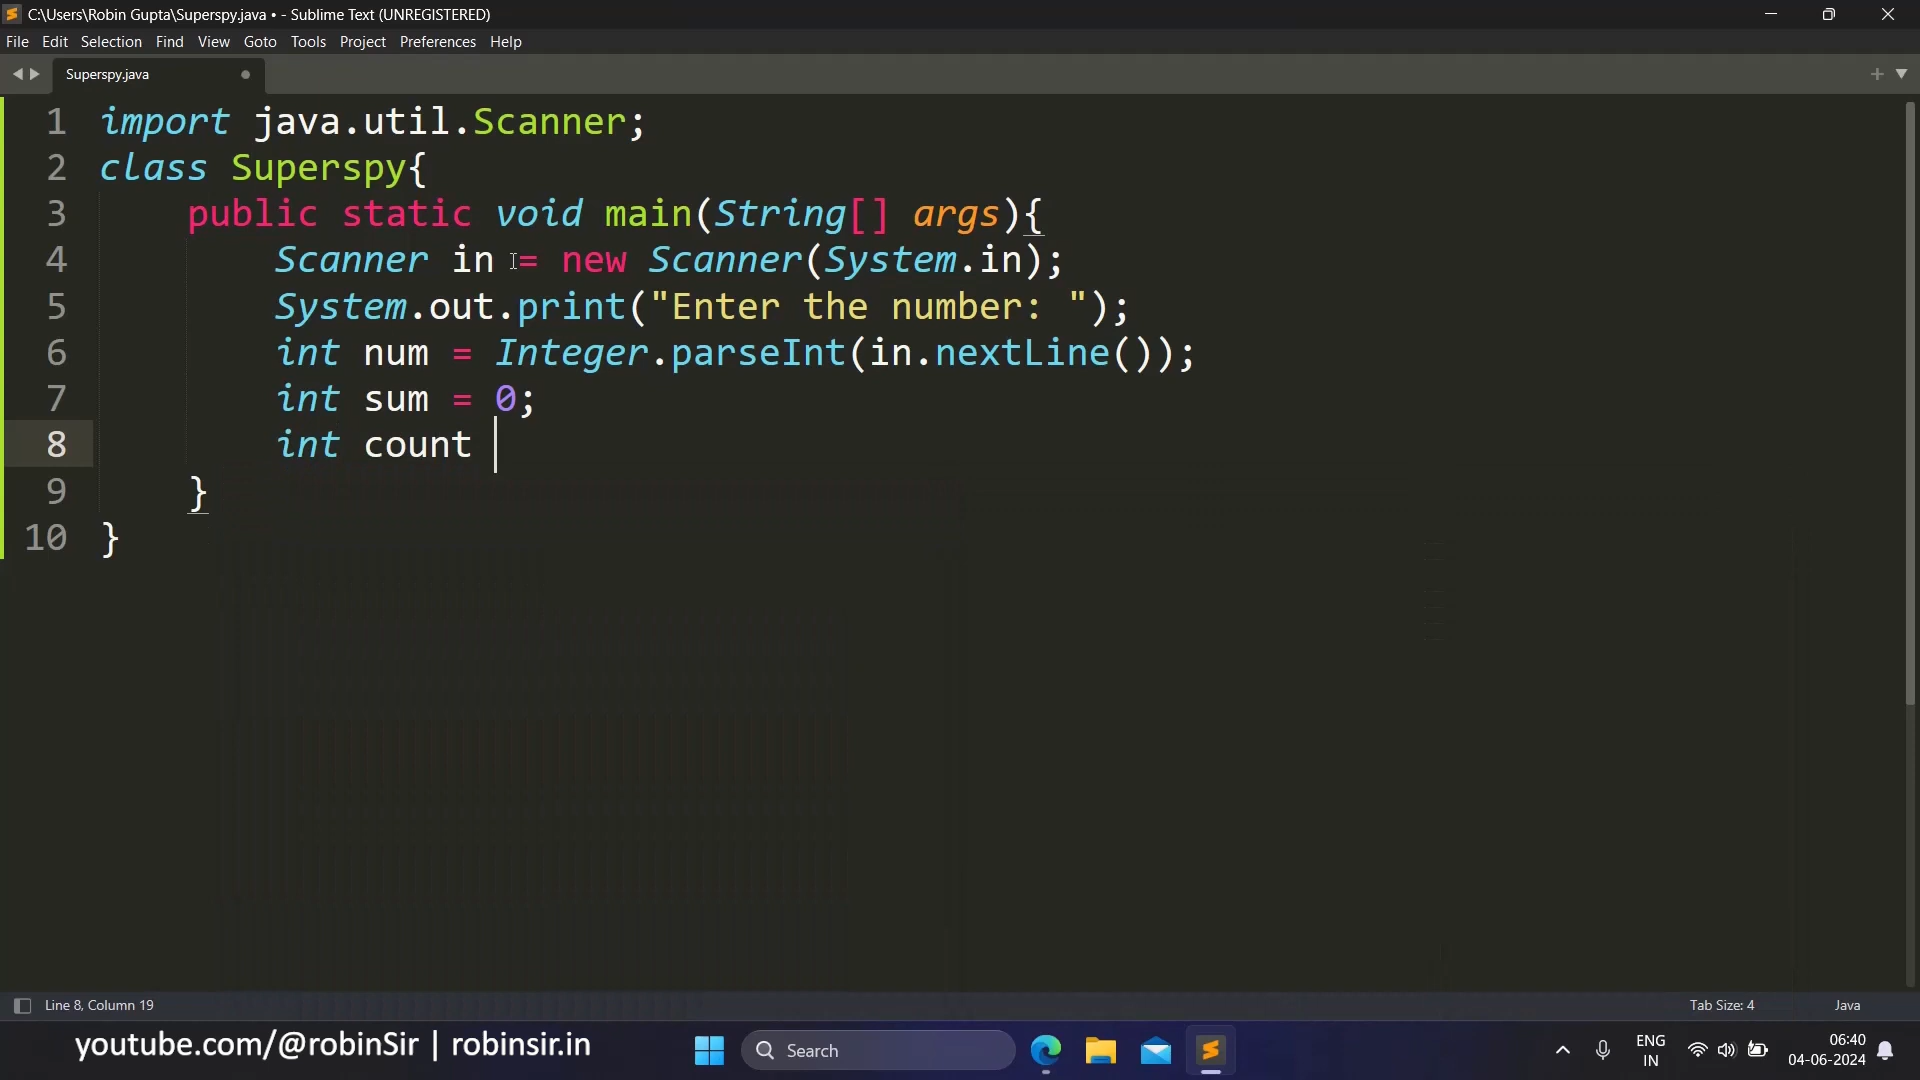 C:\Users\Robin Gupta\Superspy.java • - Sublime Text (UNREGISTERED)
File Edit Selection Find View Goto Tools Project Preferences Help
Superspy.java
1 import java.util.Scanner;
2 class Superspy{
3 public static void main(String[] args){
4 Scanner in = new Scanner(System.in);
5 System.out.print("Enter the number: ");
6 int num = Integer.parseInt(in.nextLine());
7 int sum = 0;
8 int count
9 }
10 }
Line 8, Column 19
Tab Size: 4
Java
youtube.com/@robinSir | robinsir.in
Search
ENG
IN
06:40
04-06-2024